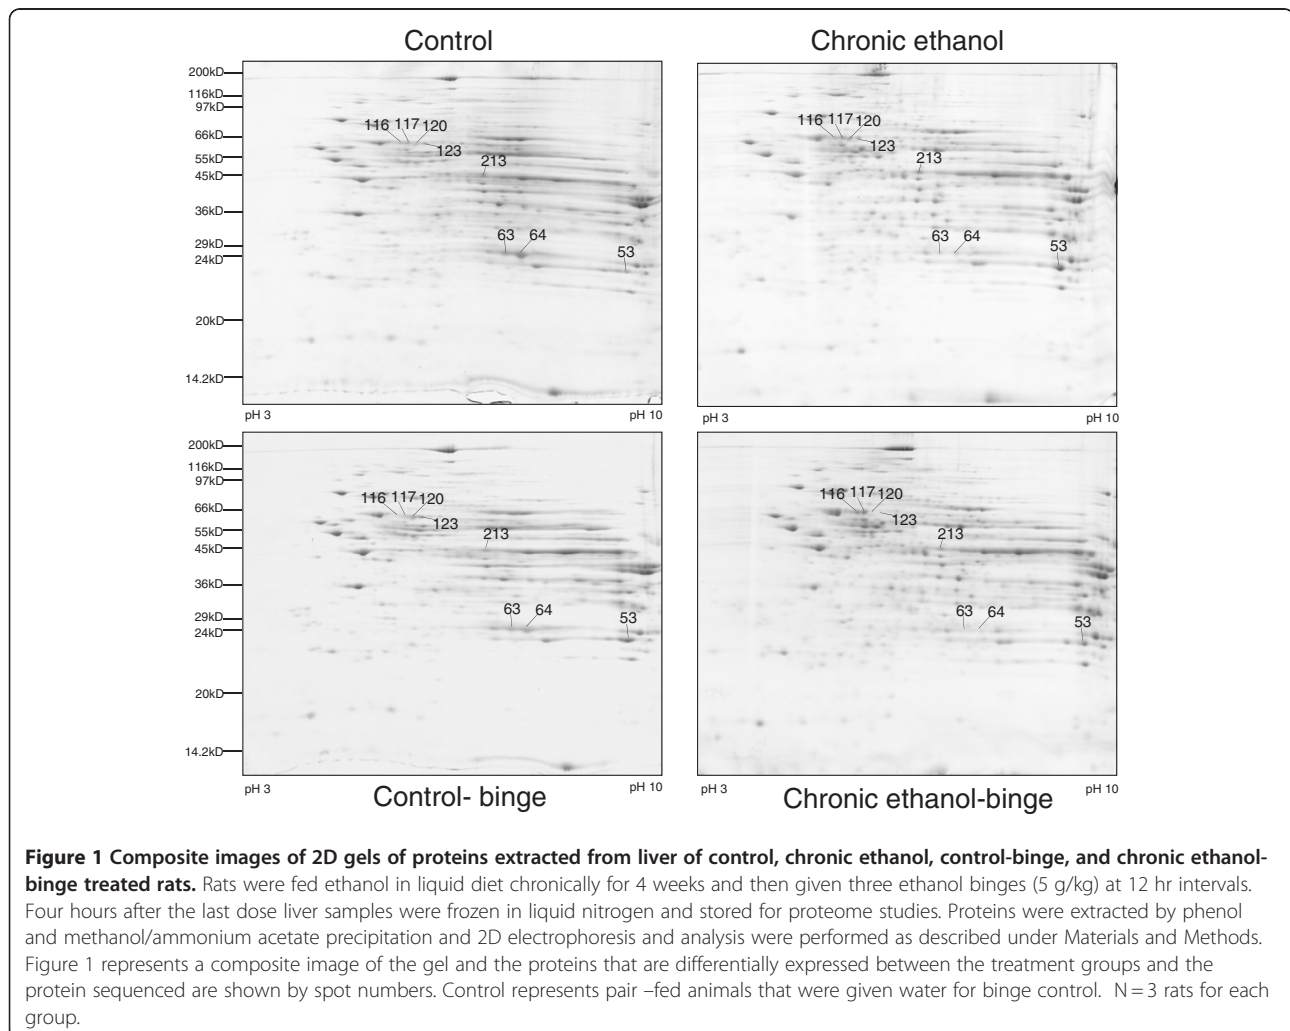 Control
Chronic ethanol
200kD
116kD
97kD
66kD
55kD
45kD
36kD
29kD
24kD
20kD
14.2kD
116 117 120
123
213
63 64
53
pH 3
pH 10
116 117 120
123
213
63 64
53
pH 3
pH 10
200kD
116kD
97kD
66kD
55kD
45kD
36kD
29kD
24kD
20kD
14.2kD
116 117 120
123
213
63 64
53
pH 3
pH 10
Control- binge
116 117 120
123
213
63 64
53
pH 3
pH 10
Chronic ethanol-binge
Figure 1 Composite images of 2D gels of proteins extracted from liver of control, chronic ethanol, control-binge, and chronic ethanol-
binge treated rats. Rats were fed ethanol in liquid diet chronically for 4 weeks and then given three ethanol binges (5 g/kg) at 12 hr intervals.
Four hours after the last dose liver samples were frozen in liquid nitrogen and stored for proteome studies. Proteins were extracted by phenol
and methanol/ammonium acetate precipitation and 2D electrophoresis and analysis were performed as described under Materials and Methods.
Figure 1 represents a composite image of the gel and the proteins that are differentially expressed between the treatment groups and the
protein sequenced are shown by spot numbers. Control represents pair –fed animals that were given water for binge control. N = 3 rats for each
group.